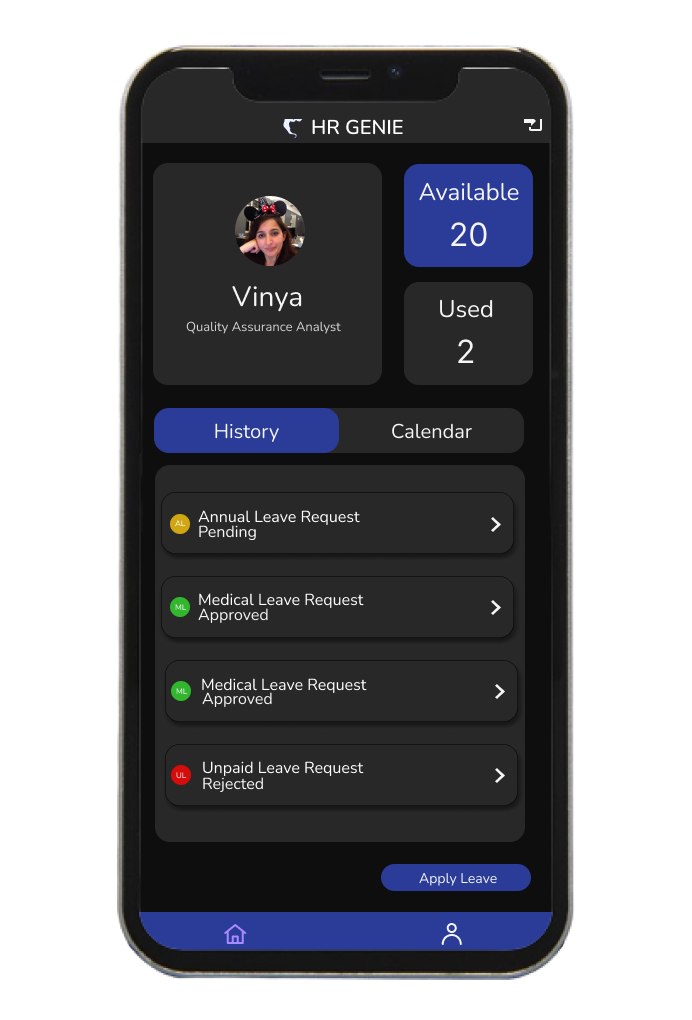 HR GENIE
Available
20
Vinya
Quality Assurance Analyst
Used
2
History
Calendar
AL
Annual Leave Request
Pending
ML
Medical Leave Request
Approved
ML
Medical Leave Request
Approved
UL
Unpaid Leave Request
Rejected
Apply Leave